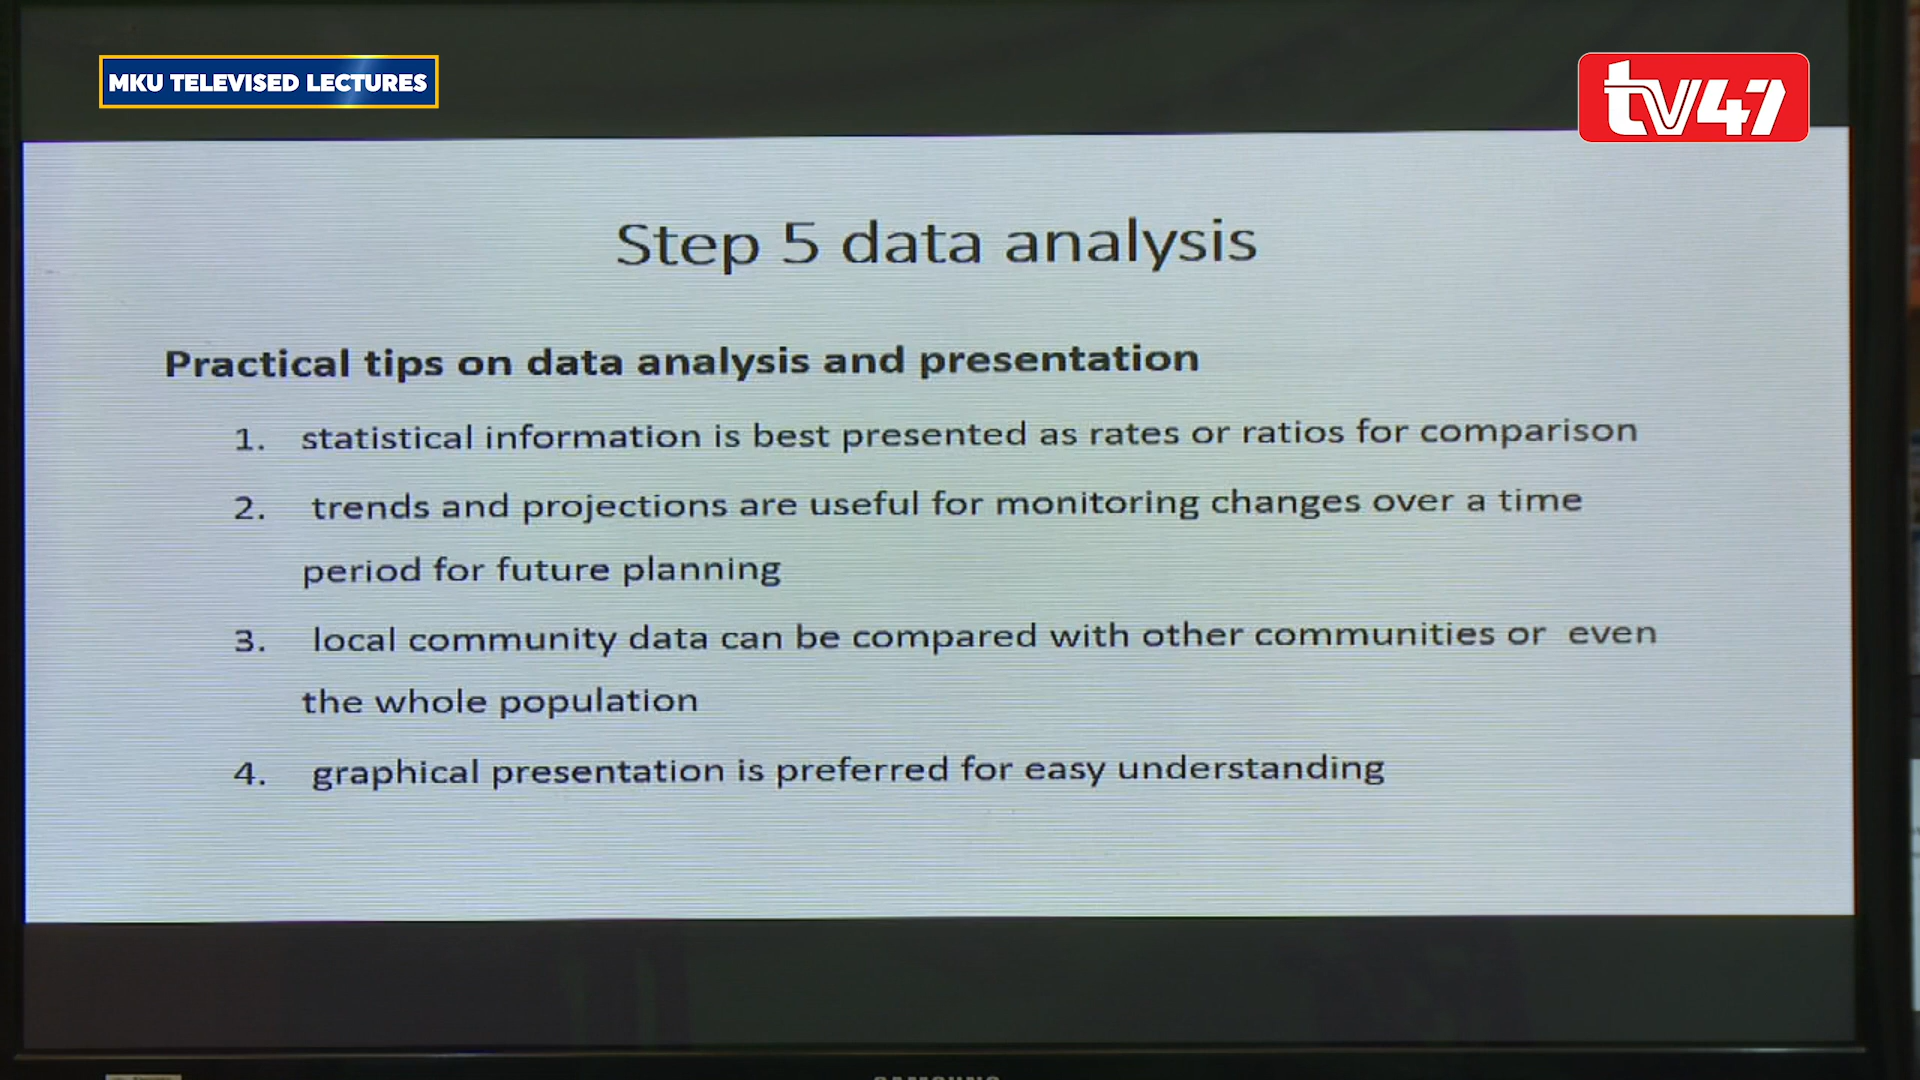 MKU TELEVISED LECTURES
tv47
Step 5 data analysis
Practical tips on data analysis and presentation
1. statistical information is best presented as rates or ratios for comparison
2. trends and projections are useful for monitoring changes over a time
period for future planning
3. local community data can be compared with other communities or even
the whole population
4. graphical presentation is preferred for easy understanding